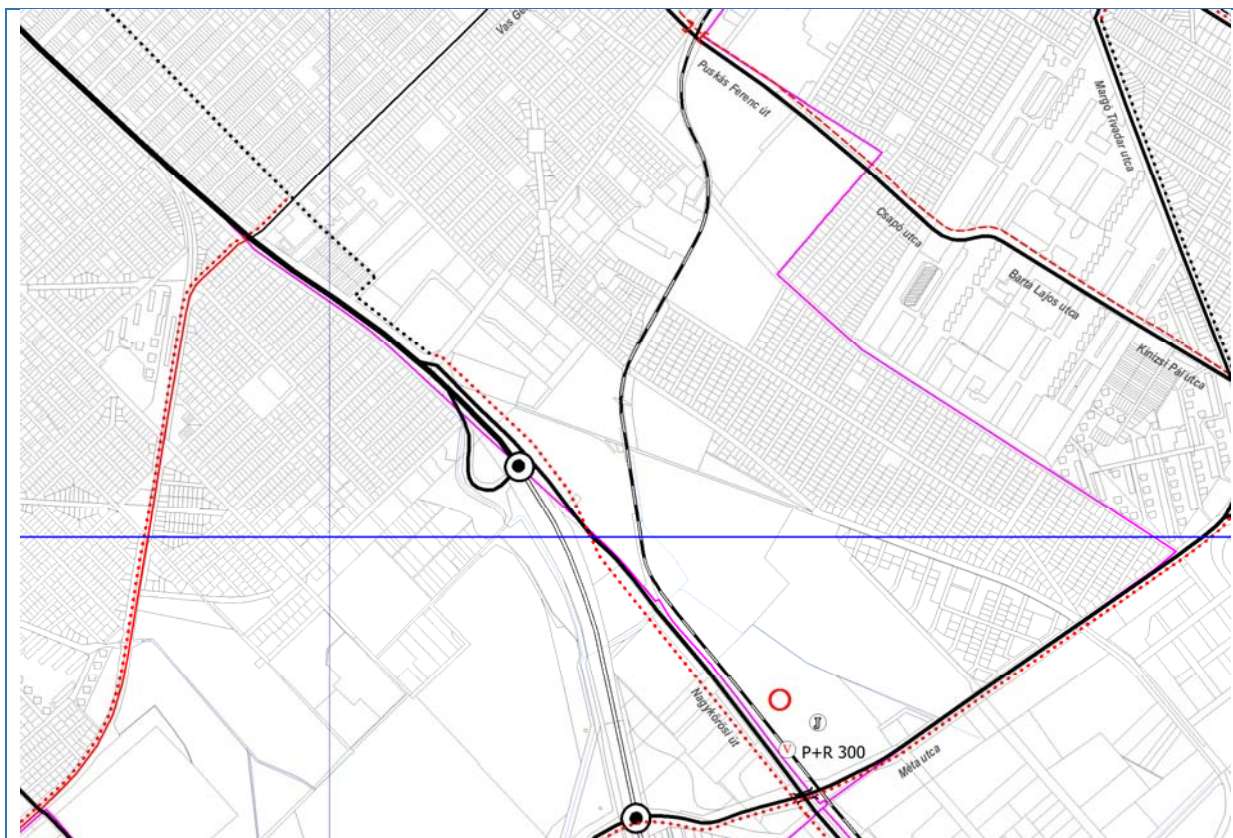 Vas Ge
Puskás Ferenc út
Margó Tivadar utca
Csapó utca
Barta Lajos utca
Kinizsi Pál utca
Nagykőrösi út
V P+R 300
Méta utca